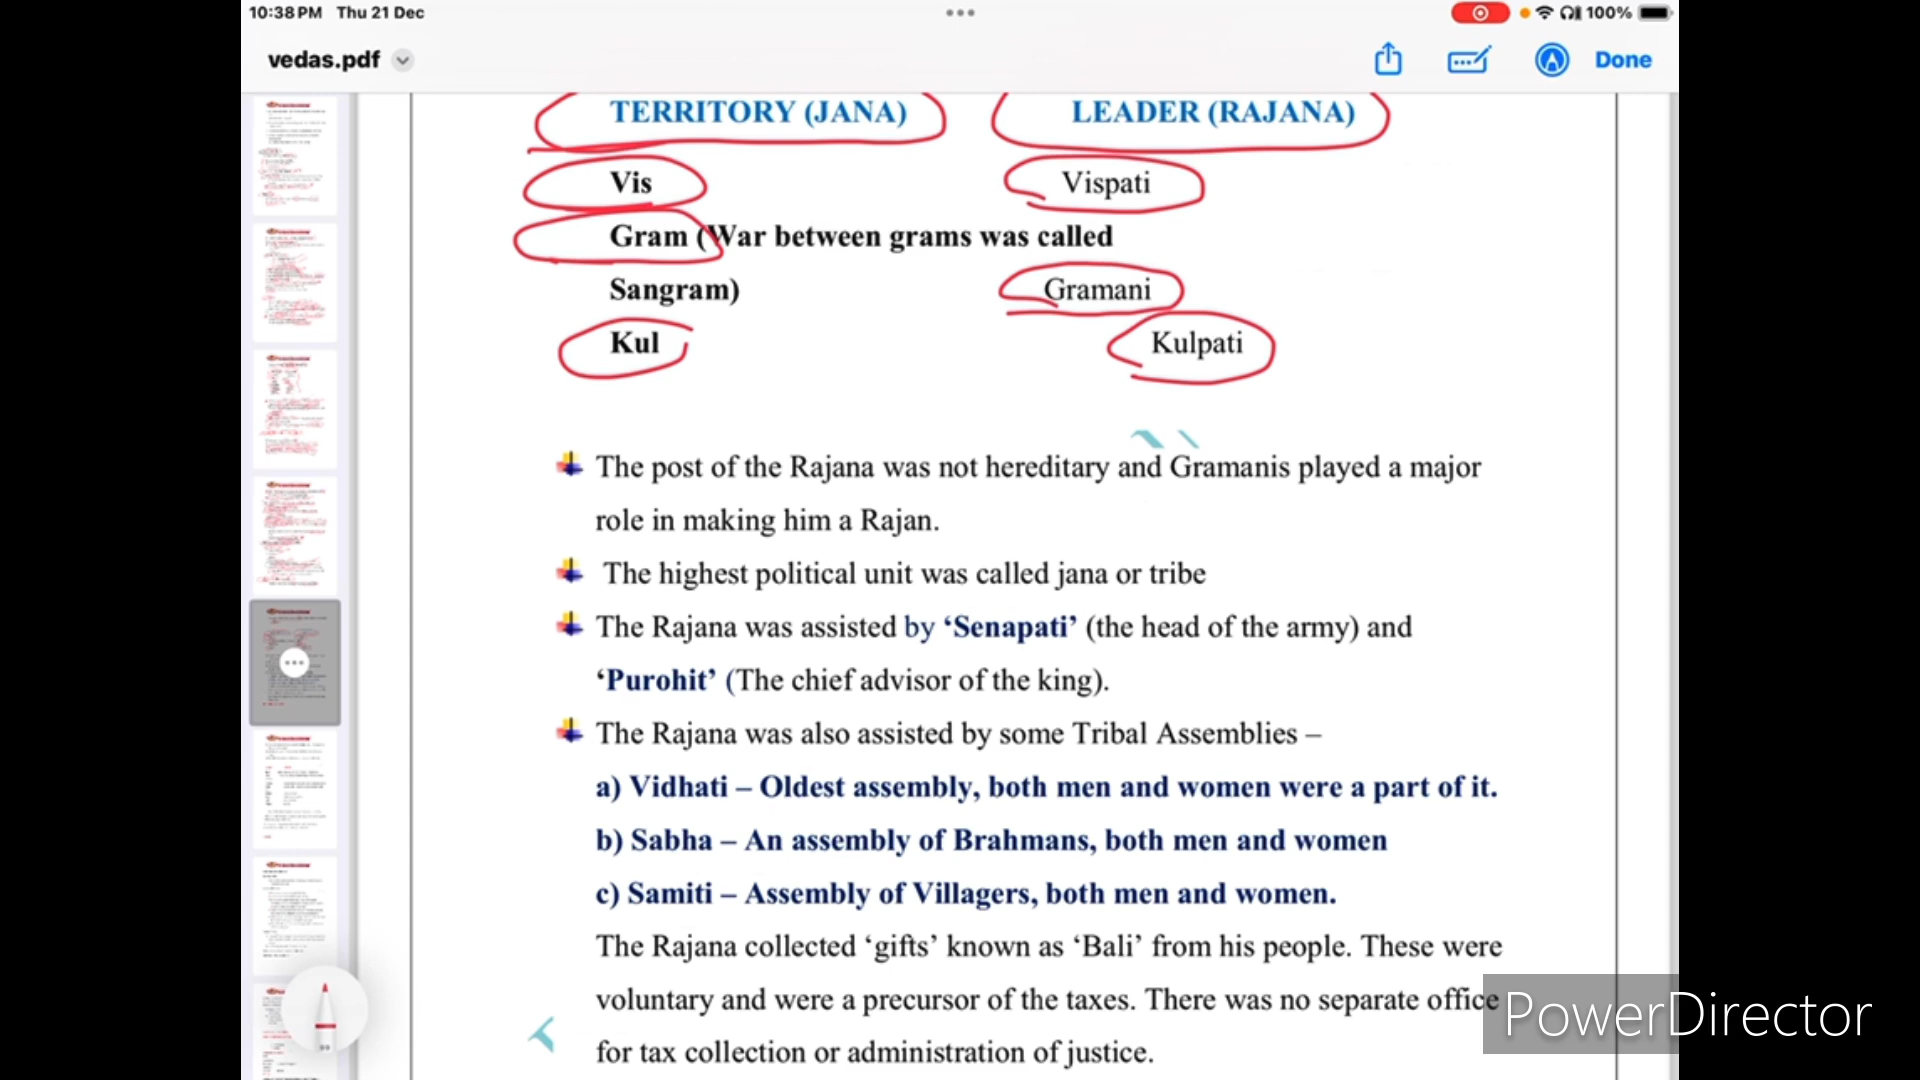 10:38 PM Thu 21 Dec
100%
vedas.pdf
Done
TERRITORY (JANA) LEADER (RAJANA)
Vis Vispati
Gram (War between grams was called
Sangram) Gramani
Kul Kulpati
The post of the Rajana was not hereditary and Gramanis played a major
role in making him a Rajan.
The highest political unit was called jana or tribe
The Rajana was assisted by ‘Senapati’ (the head of the army) and
‘Purohit’ (The chief advisor of the king).
The Rajana was also assisted by some Tribal Assemblies –
a) Vidhati – Oldest assembly, both men and women were a part of it.
b) Sabha – An assembly of Brahmans, both men and women
c) Samiti – Assembly of Villagers, both men and women.
The Rajana collected ‘gifts’ known as ‘Bali’ from his people. These were
voluntary and were a precursor of the taxes. There was no separate office
for tax collection or administration of justice.
PowerDirector